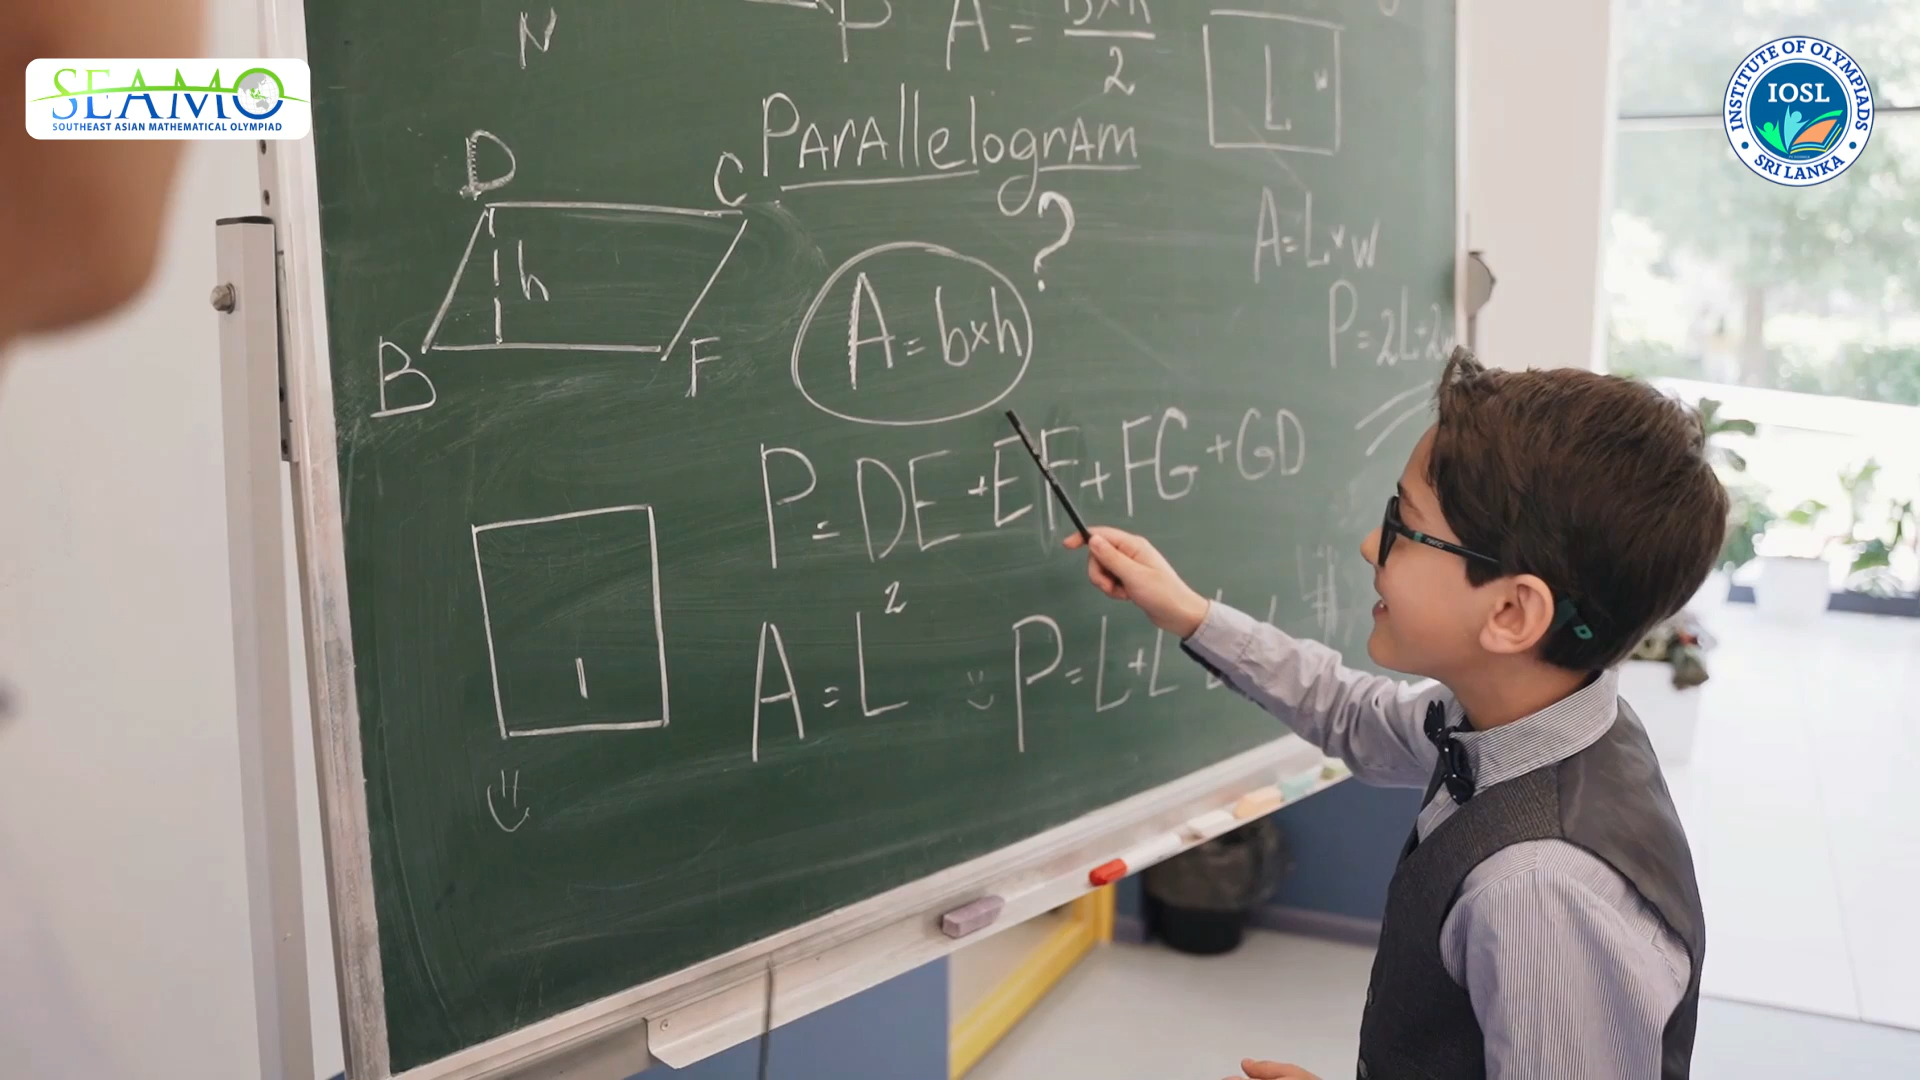 SEAMO
SOUTHEAST ASIAN MATHEMATICAL OLYMPIAD
INSTITUTE OF OLYMPIADS
IOSL
SRI LANKA
N
P A = b×h
2
L w
Parallelogram
?
D C
h
B F
A = b×h
A = L × w
P = 2L + 2w
P = DE + EF + FG + GD
l
A = L²
P = L + L